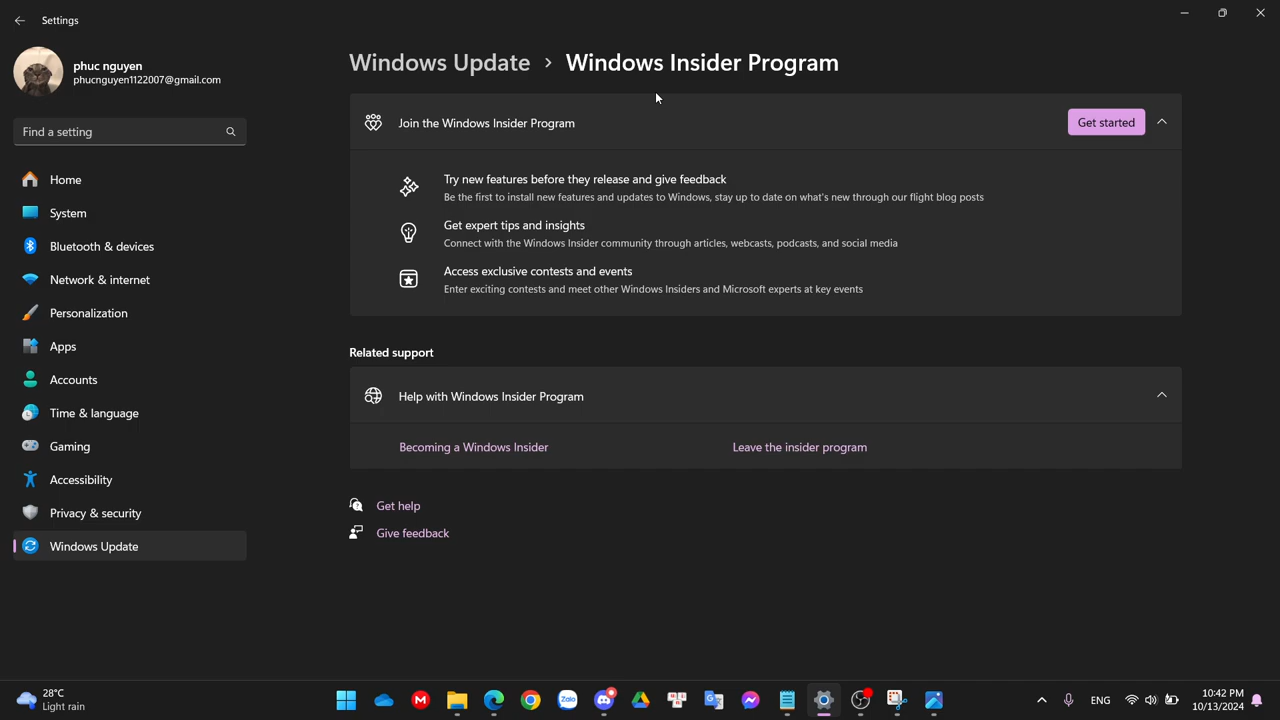 Settings
phuc nguyen
phucnguyen1122007@gmail.com
Find a setting
Home
System
Bluetooth & devices
Network & internet
Personalization
Apps
Accounts
Time & language
Gaming
Accessibility
Privacy & security
Windows Update
Windows Update > Windows Insider Program
Join the Windows Insider Program
Get started
Try new features before they release and give feedback
Be the first to install new features and updates to Windows, stay up to date on what's new through our flight blog posts
Get expert tips and insights
Connect with the Windows Insider community through articles, webcasts, podcasts, and social media
Access exclusive contests and events
Enter exciting contests and meet other Windows Insiders and Microsoft experts at key events
Related support
Help with Windows Insider Program
Becoming a Windows Insider Leave the insider program
Get help
Give feedback
28°C
Light rain
Zalo
ENG
10:42 PM
10/13/2024